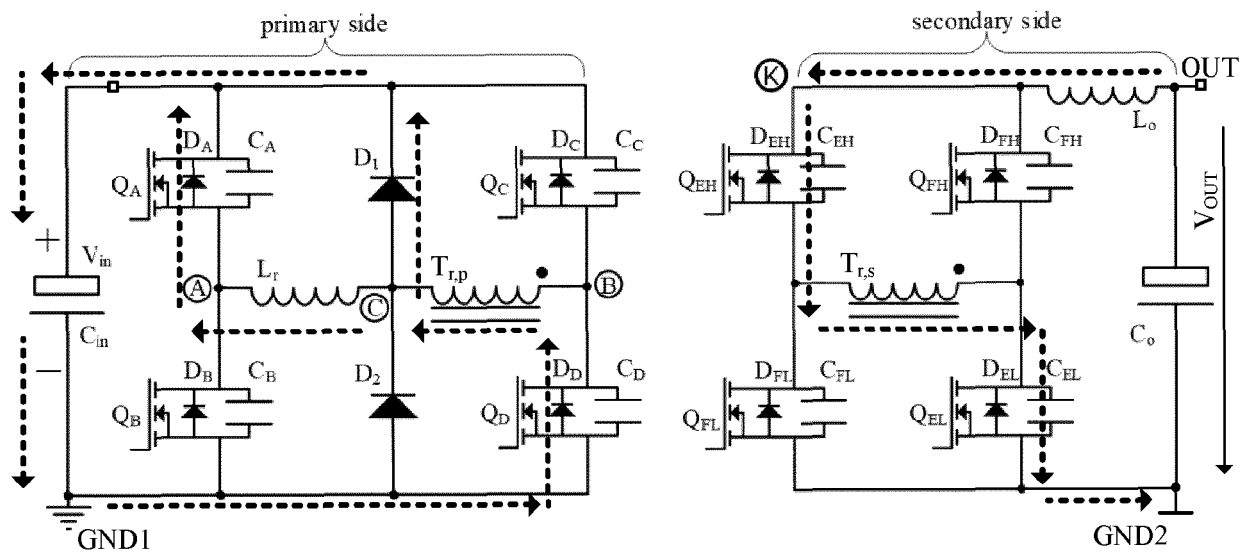 primary side
secondary side
K
OUT
D_A C_A
D_1
D_C C_C
D_EH C_EH
D_FH C_FH
L_o
Q_A
Q_C
Q_EH
Q_FH
V_OUT
+
V_in
A
L_r
C
T_r,p
B
T_r,s
C_in
C_o
−
D_B C_B
D_2
D_D C_D
D_FL C_FL
D_EL C_EL
Q_B
Q_D
Q_FL
Q_EL
GND1
GND2